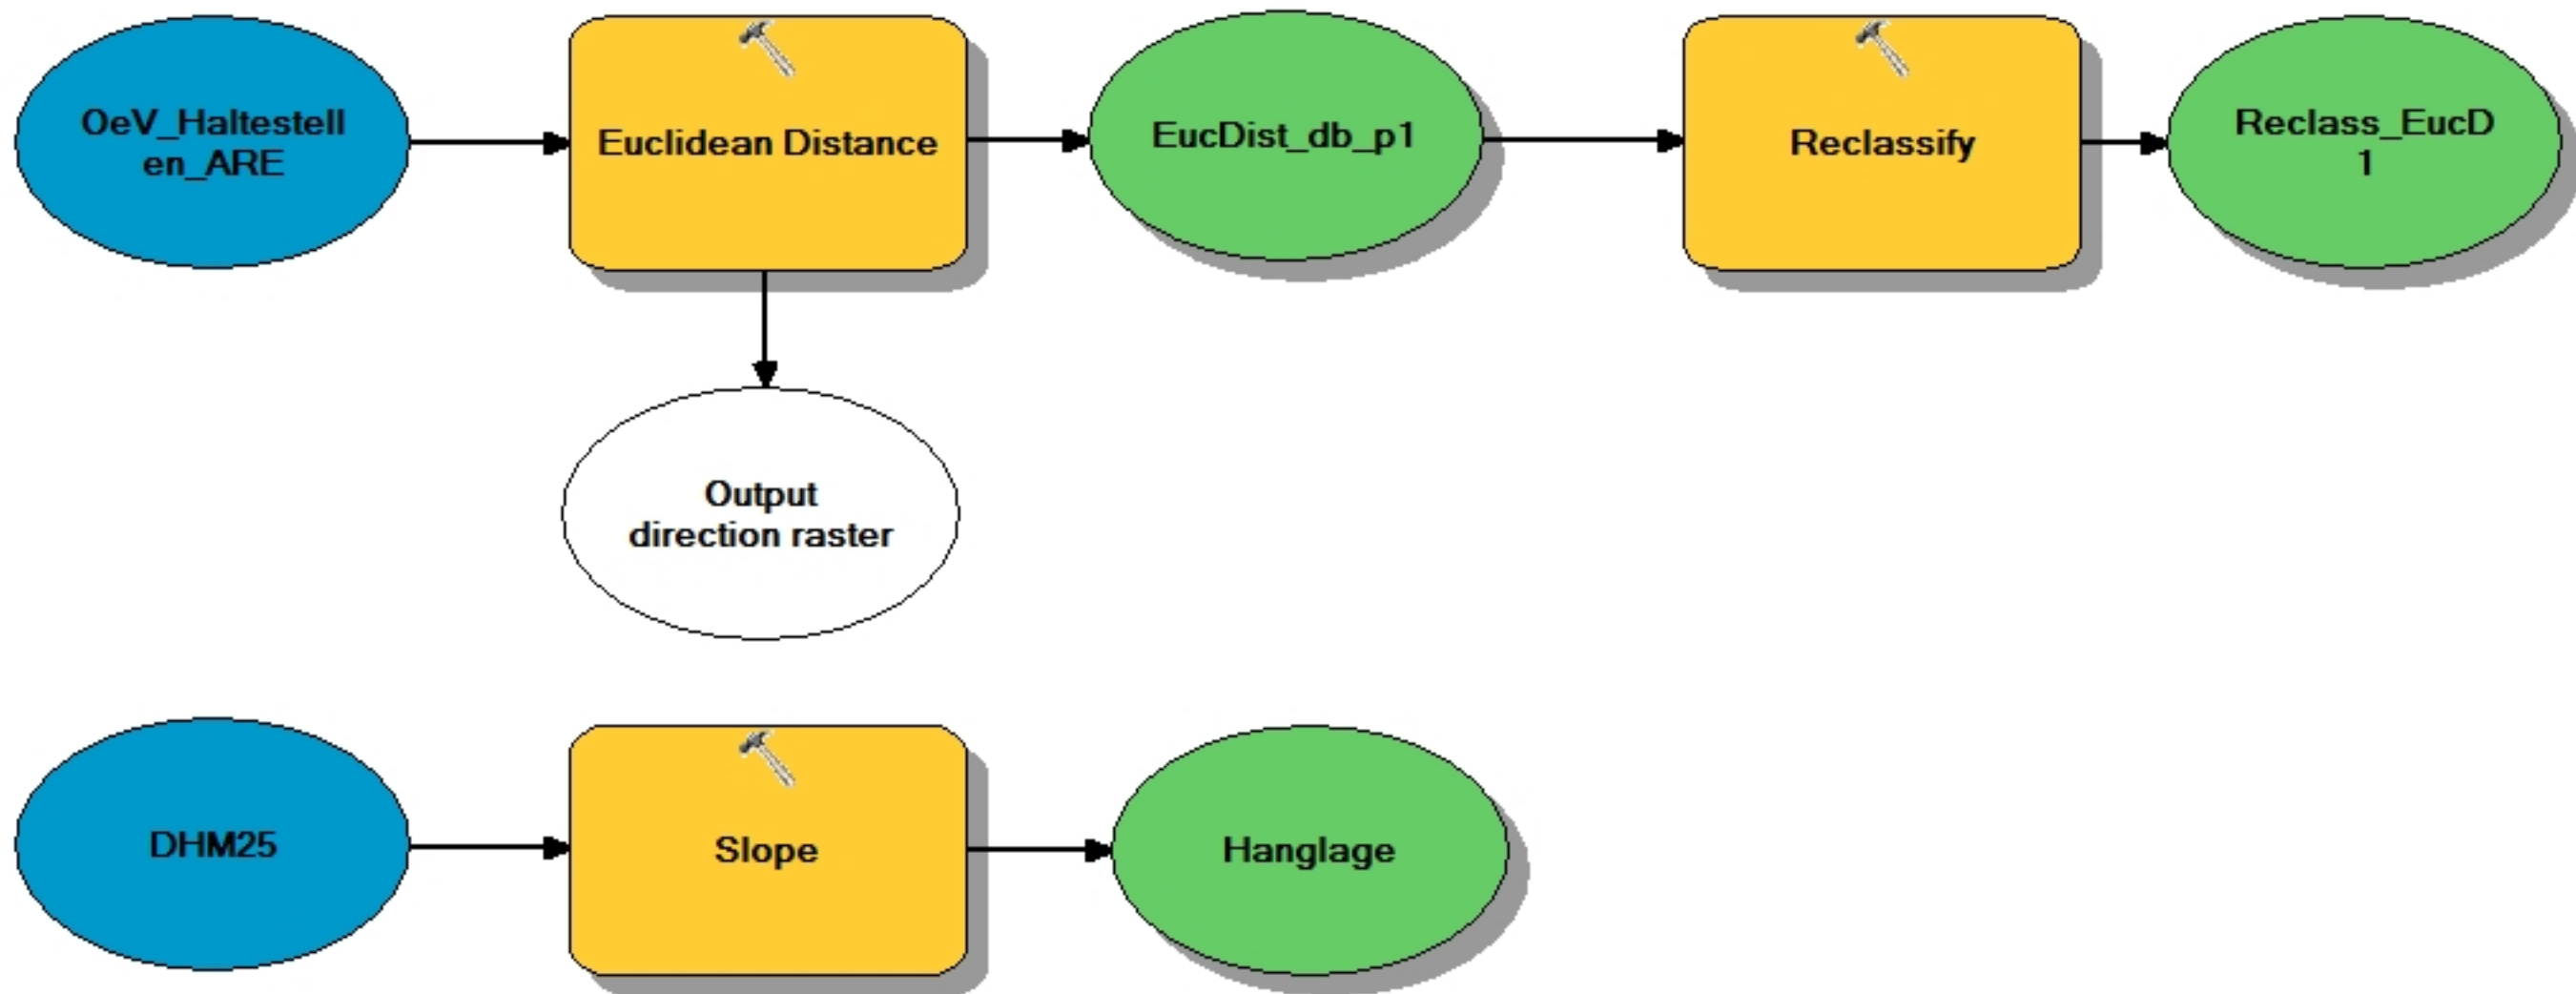 OeV_Haltestell
en_ARE
Euclidean Distance
EucDist_db_p1
Reclassify
Reclass_EucD
1
Output
direction raster
DHM25
Slope
Hanglage